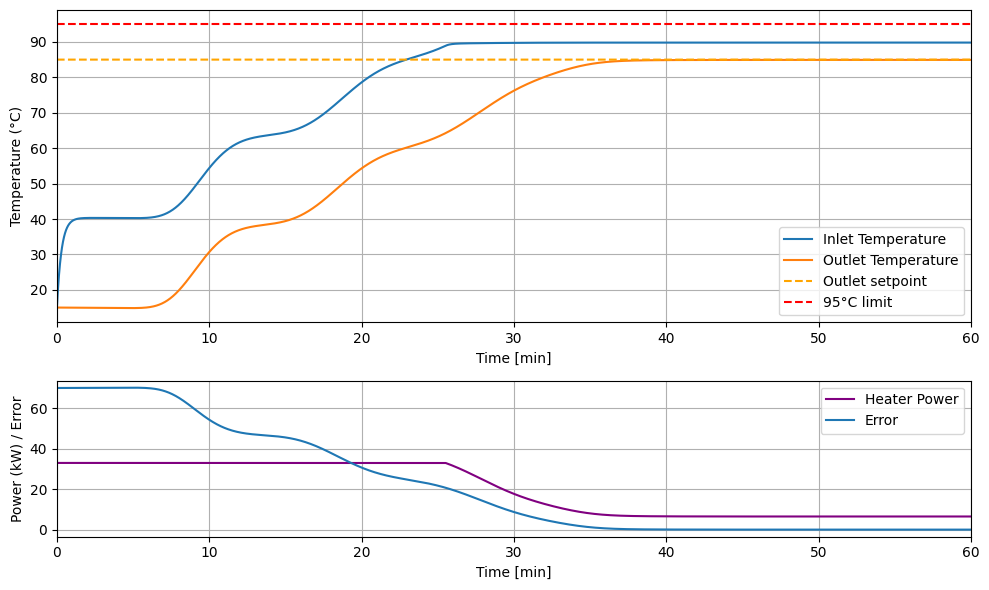 90
80
70
60
50
40
30
20
Temperature (°C)
Inlet Temperature
Outlet Temperature
Outlet setpoint
95°C limit
0 10 20 30 40 50 60
Time [min]
60
40
20
0
Power (kW) / Error
Heater Power
Error
0 10 20 30 40 50 60
Time [min]